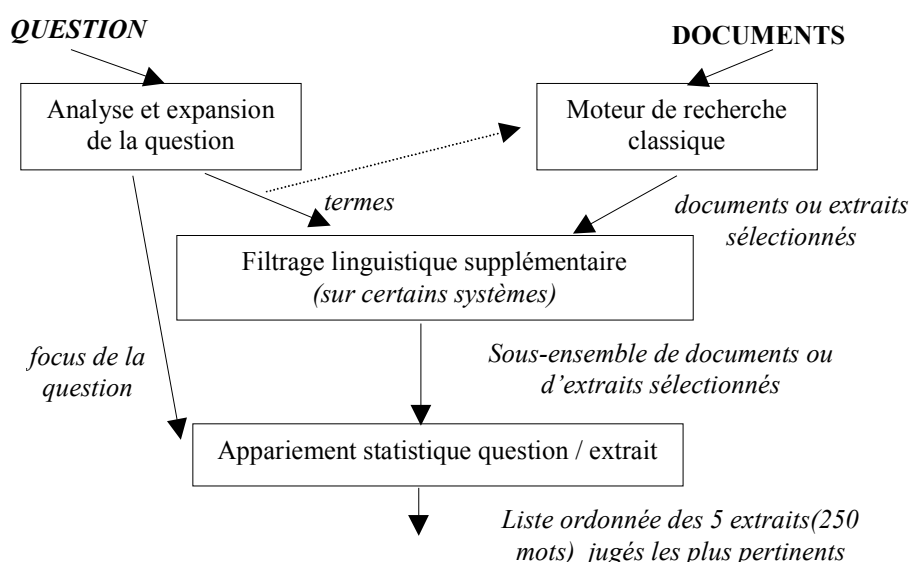 QUESTION
DOCUMENTS
Analyse et expansion
de la question
Moteur de recherche
classique
termes
documents ou extraits
sélectionnés
Filtrage linguistique supplémentaire
(sur certains systèmes)
focus de la
question
Sous-ensemble de documents ou
d'extraits sélectionnés
Appariement statistique question / extrait
Liste ordonnée des 5 extraits(250
mots) jugés les plus pertinents